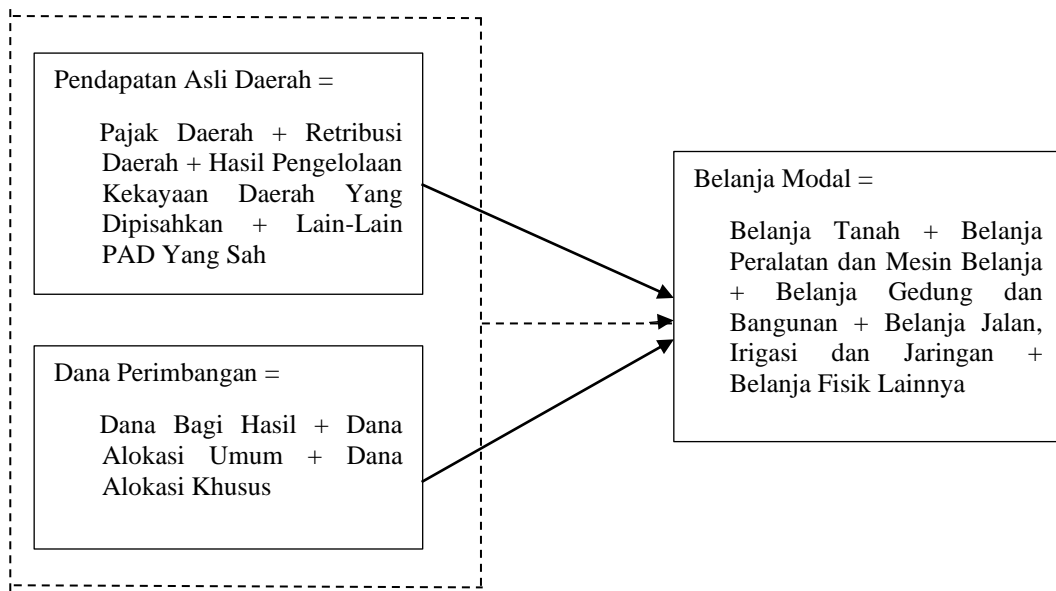 Pendapatan Asli Daerah =
Pajak Daerah + Retribusi
Daerah + Hasil Pengelolaan
Kekayaan Daerah Yang
Dipisahkan + Lain-Lain
PAD Yang Sah
Dana Perimbangan =
Dana Bagi Hasil + Dana
Alokasi Umum + Dana
Alokasi Khusus
Belanja Modal =
Belanja Tanah + Belanja
Peralatan dan Mesin Belanja
+ Belanja Gedung dan
Bangunan + Belanja Jalan,
Irigasi dan Jaringan +
Belanja Fisik Lainnya